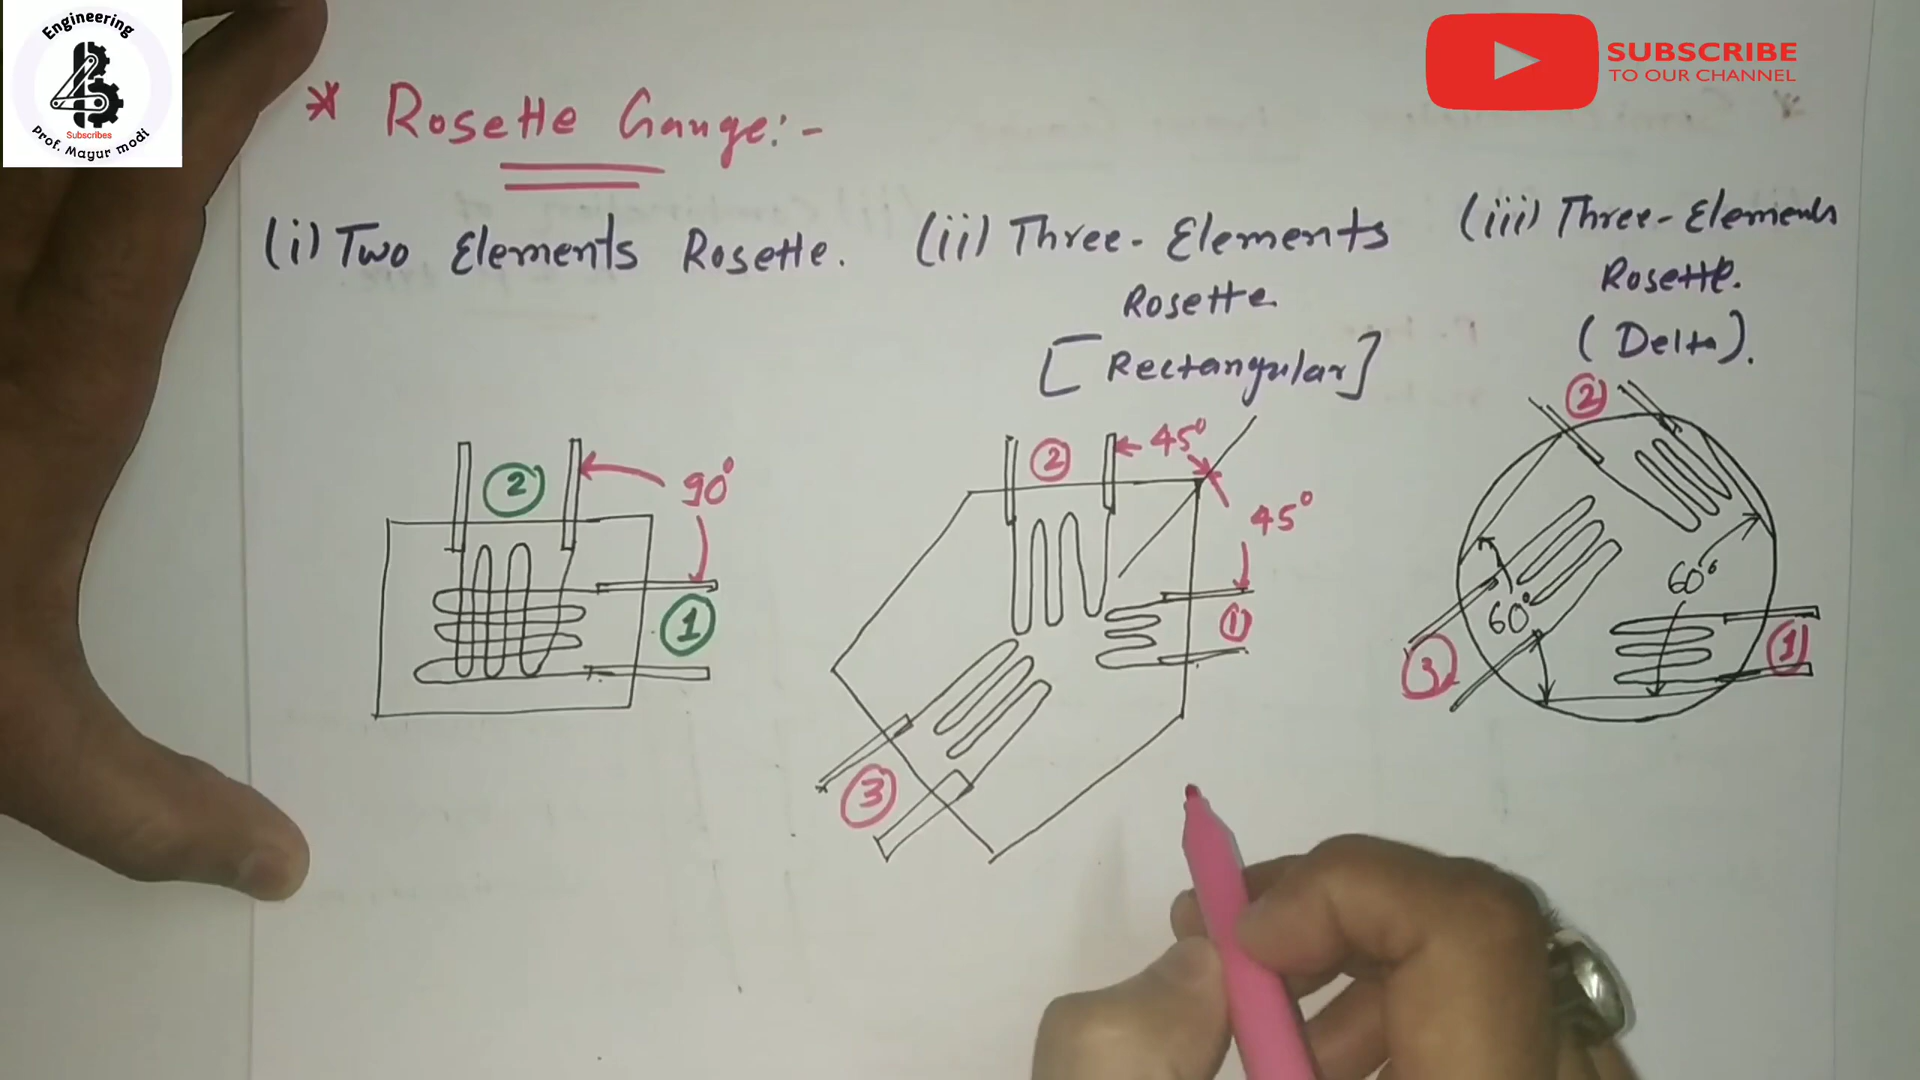 Engineering
Subscribes
Prof. Mayur modi
SUBSCRIBE
TO OUR CHANNEL
* Rosette Gauge:-
(i) Two Elements Rosette.
(ii) Three-Elements
Rosette
[Rectangular]
(iii) Three-Elements
Rosette.
(Delta).
2
90°
1
2
45°
45°
1
3
2
60°
60°
1
3